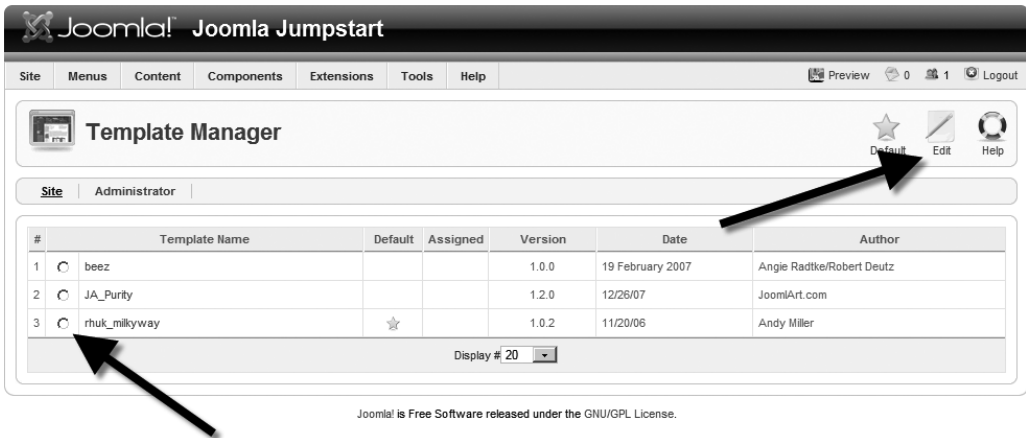 Joomla! Joomla Jumpstart
Site Menus Content Components Extensions Tools Help Preview 0 1 Logout
Template Manager
Default Edit Help
Site Administrator
# Template Name Default Assigned Version Date Author
1 beez 1.0.0 19 February 2007 Angie Radtke/Robert Deutz
2 JA_Purity 1.2.0 12/26/07 JoomlArt.com
3 rhuk_milkyway 1.0.2 11/20/06 Andy Miller
Display # 20
Joomla! is Free Software released under the GNU/GPL License.